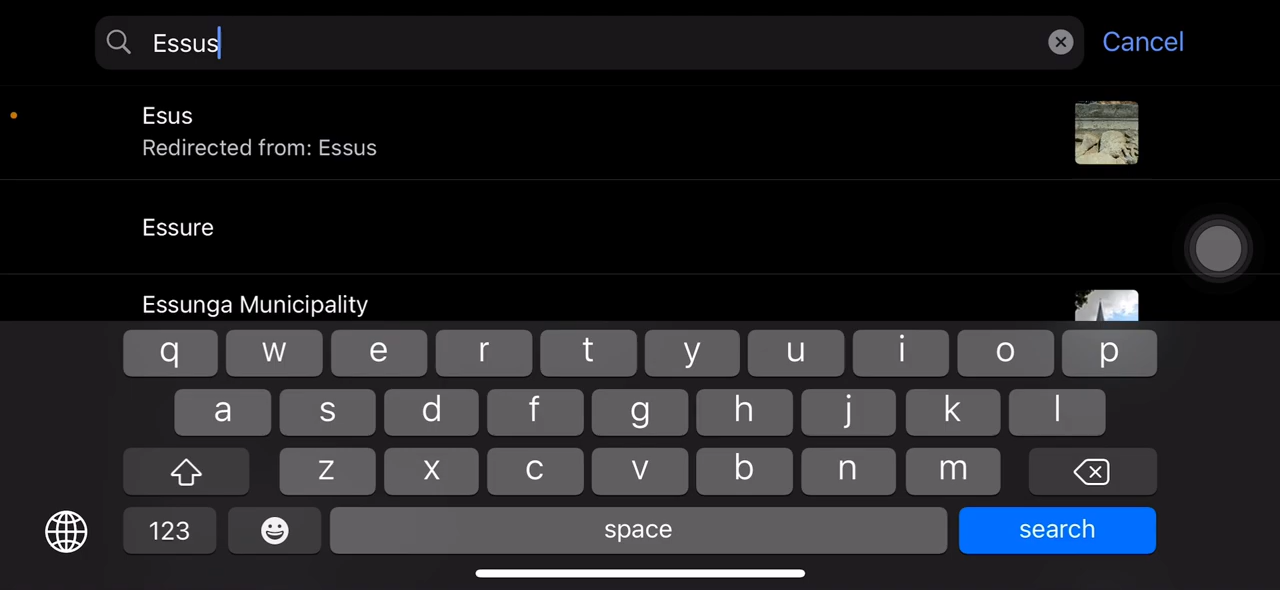 Essus Cancel
Esus
Redirected from: Essus
Essure
Essunga Municipality
q w e r t y u i o p
a s d f g h j k l
z x c v b n m
123 space search